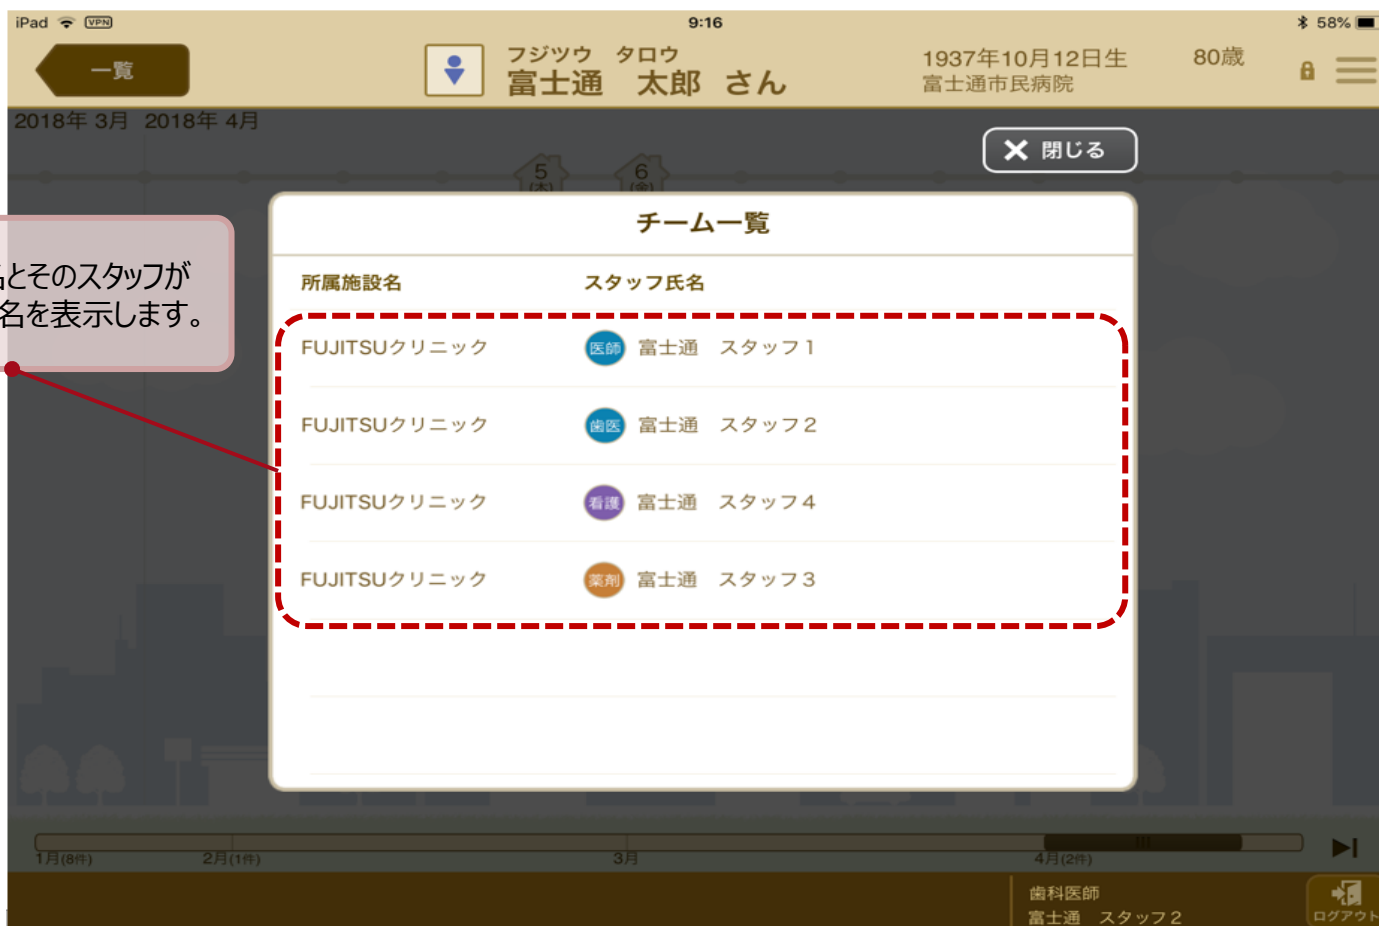 iPad VPN 9:16 58%
一覧
フジツウ タロウ
富士通 太郎 さん
1937年10月12日生 80歳
富士通市民病院
2018年 3月 2018年 4月
閉じる
5 6
(木) (金)
チーム一覧
とそのスタッフが
名を表示します。
所属施設名 スタッフ氏名
FUJITSUクリニック 医師 富士通 スタッフ1
FUJITSUクリニック 歯医 富士通 スタッフ2
FUJITSUクリニック 看護 富士通 スタッフ4
FUJITSUクリニック 薬剤 富士通 スタッフ3
1月(8件) 2月(1件) 3月 4月(2件)
歯科医師
富士通 スタッフ2
ログアウト